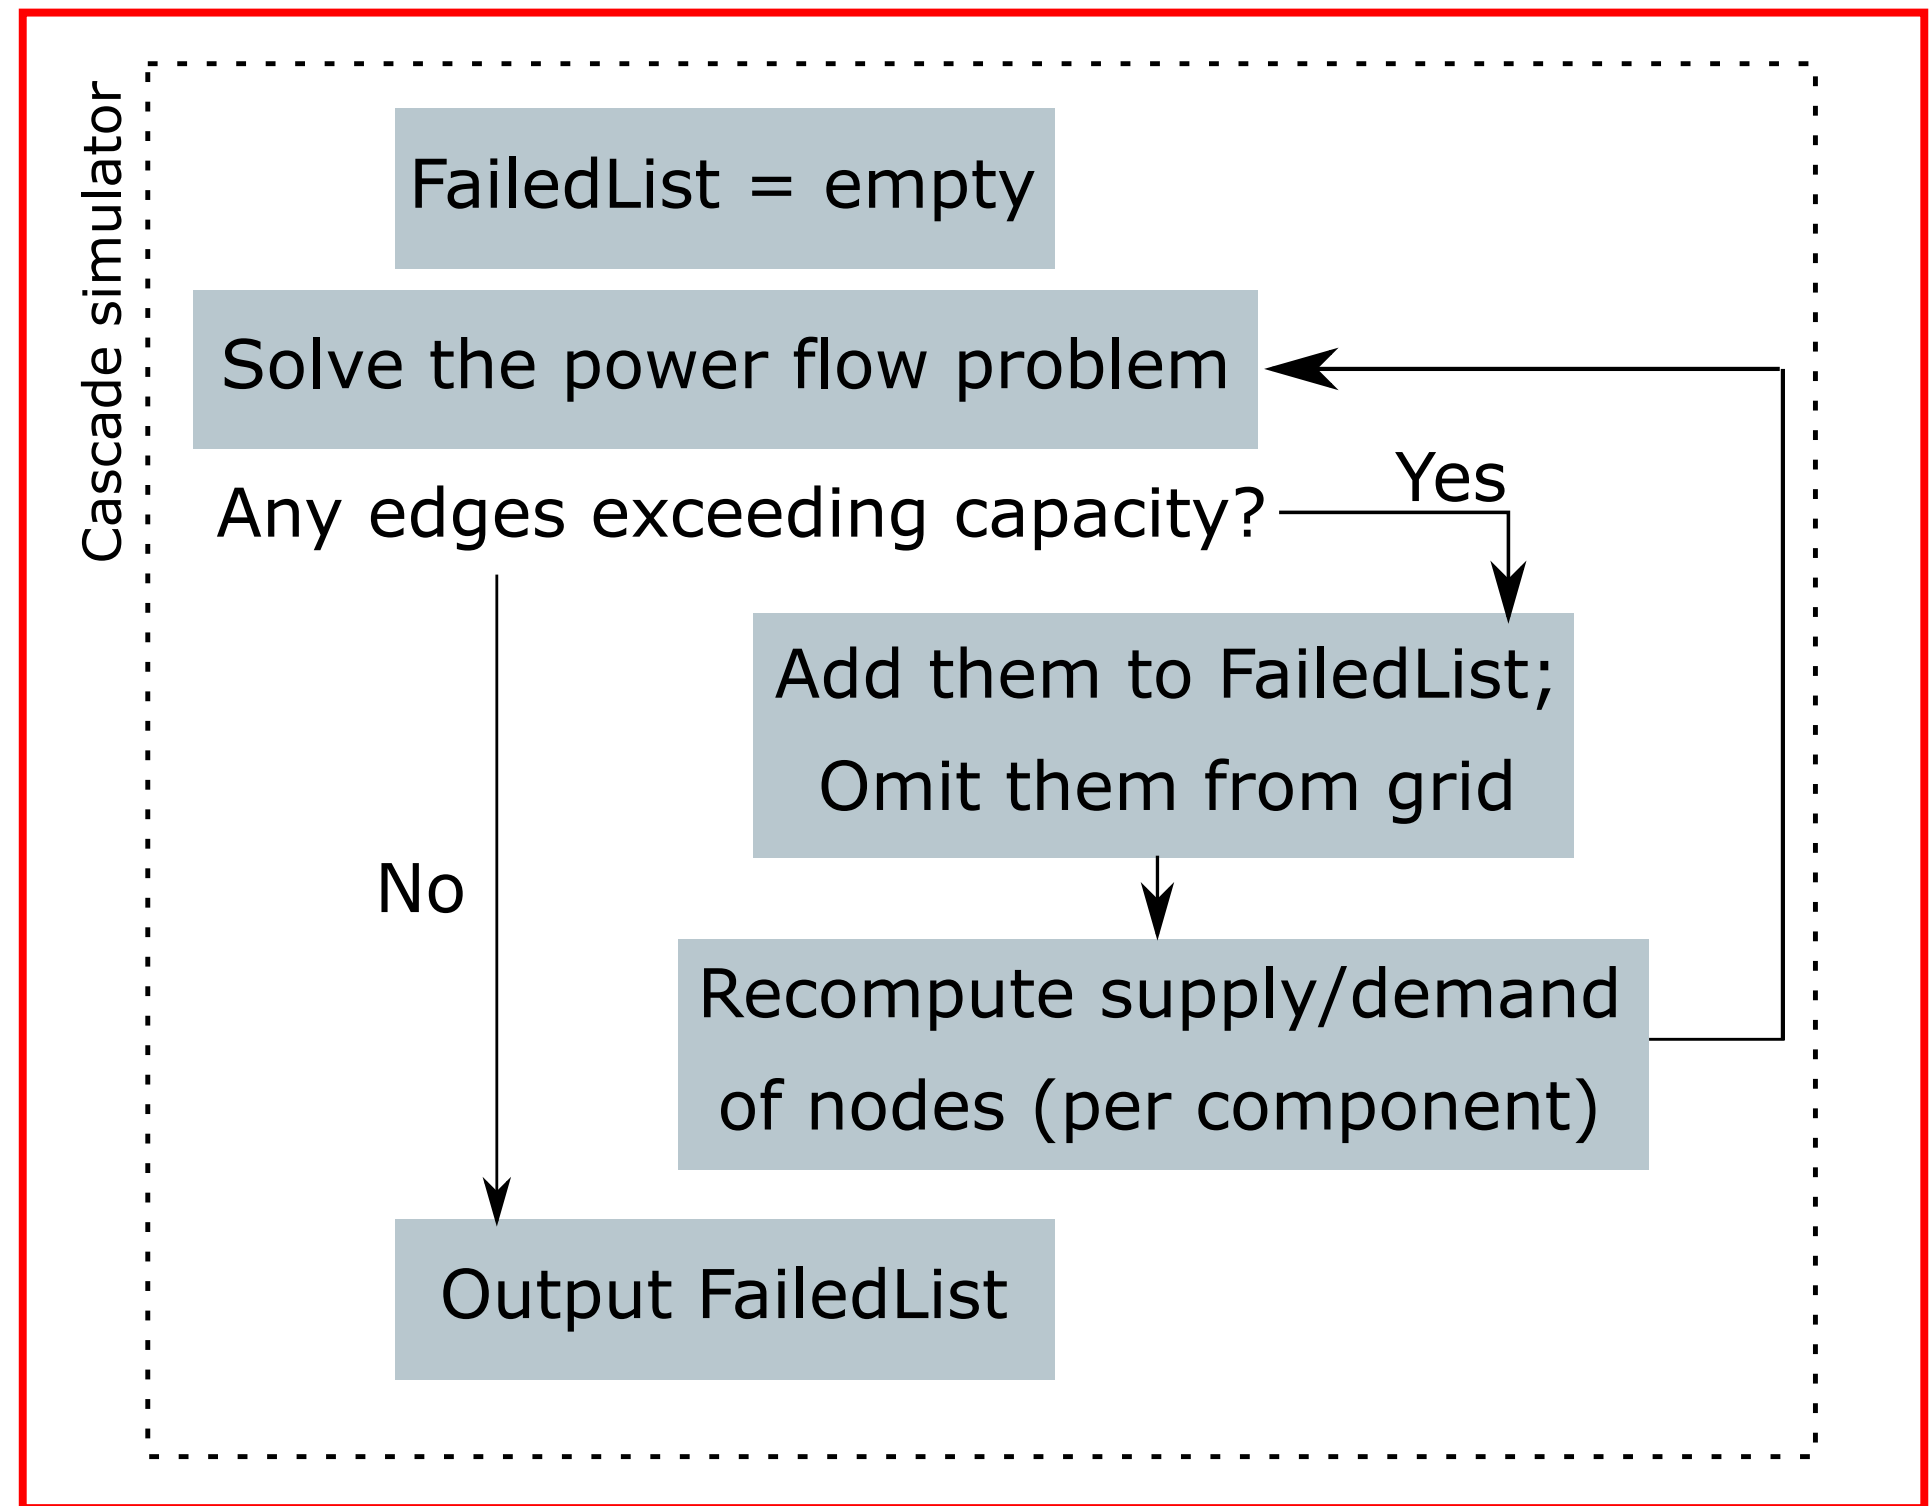 Cascade simulator
FailedList = empty
Solve the power flow problem
Any edges exceeding capacity?
Yes
Add them to FailedList;
Omit them from grid
No
Recompute supply/demand
of nodes (per component)
Output FailedList